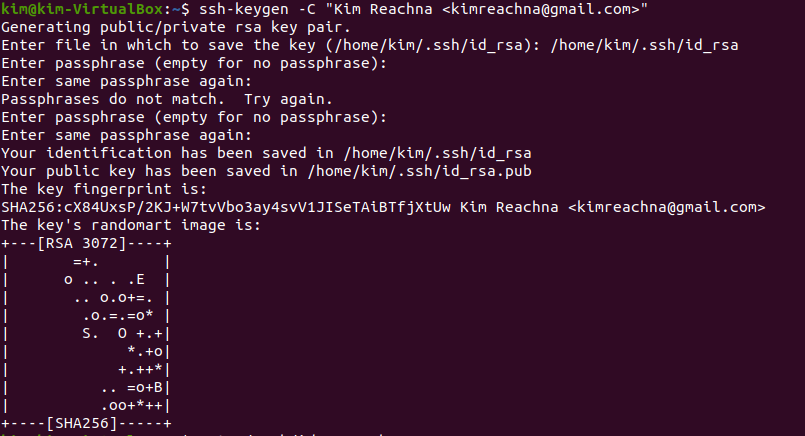 kim@kim-VirtualBox:~$ ssh-keygen -C "Kim Reachna <kimreachna@gmail.com>"
Generating public/private rsa key pair.
Enter file in which to save the key (/home/kim/.ssh/id_rsa): /home/kim/.ssh/id_rsa
Enter passphrase (empty for no passphrase):
Enter same passphrase again:
Passphrases do not match.  Try again.
Enter passphrase (empty for no passphrase):
Enter same passphrase again:
Your identification has been saved in /home/kim/.ssh/id_rsa
Your public key has been saved in /home/kim/.ssh/id_rsa.pub
The key fingerprint is:
SHA256:cX84UxsP/2KJ+W7tvVbo3ay4svV1JISeTAiBTfjXtUw Kim Reachna <kimreachna@gmail.com>
The key's randomart image is:
+---[RSA 3072]----+
|       =+.       |
|      o .. . .E  |
|       .. o.o+=. |
|        .o.=.=o* |
|        S.  O +.+|
|             *.+o|
|            +.++*|
|          .. =o+B|
|          .oo+*++|
+----[SHA256]-----+